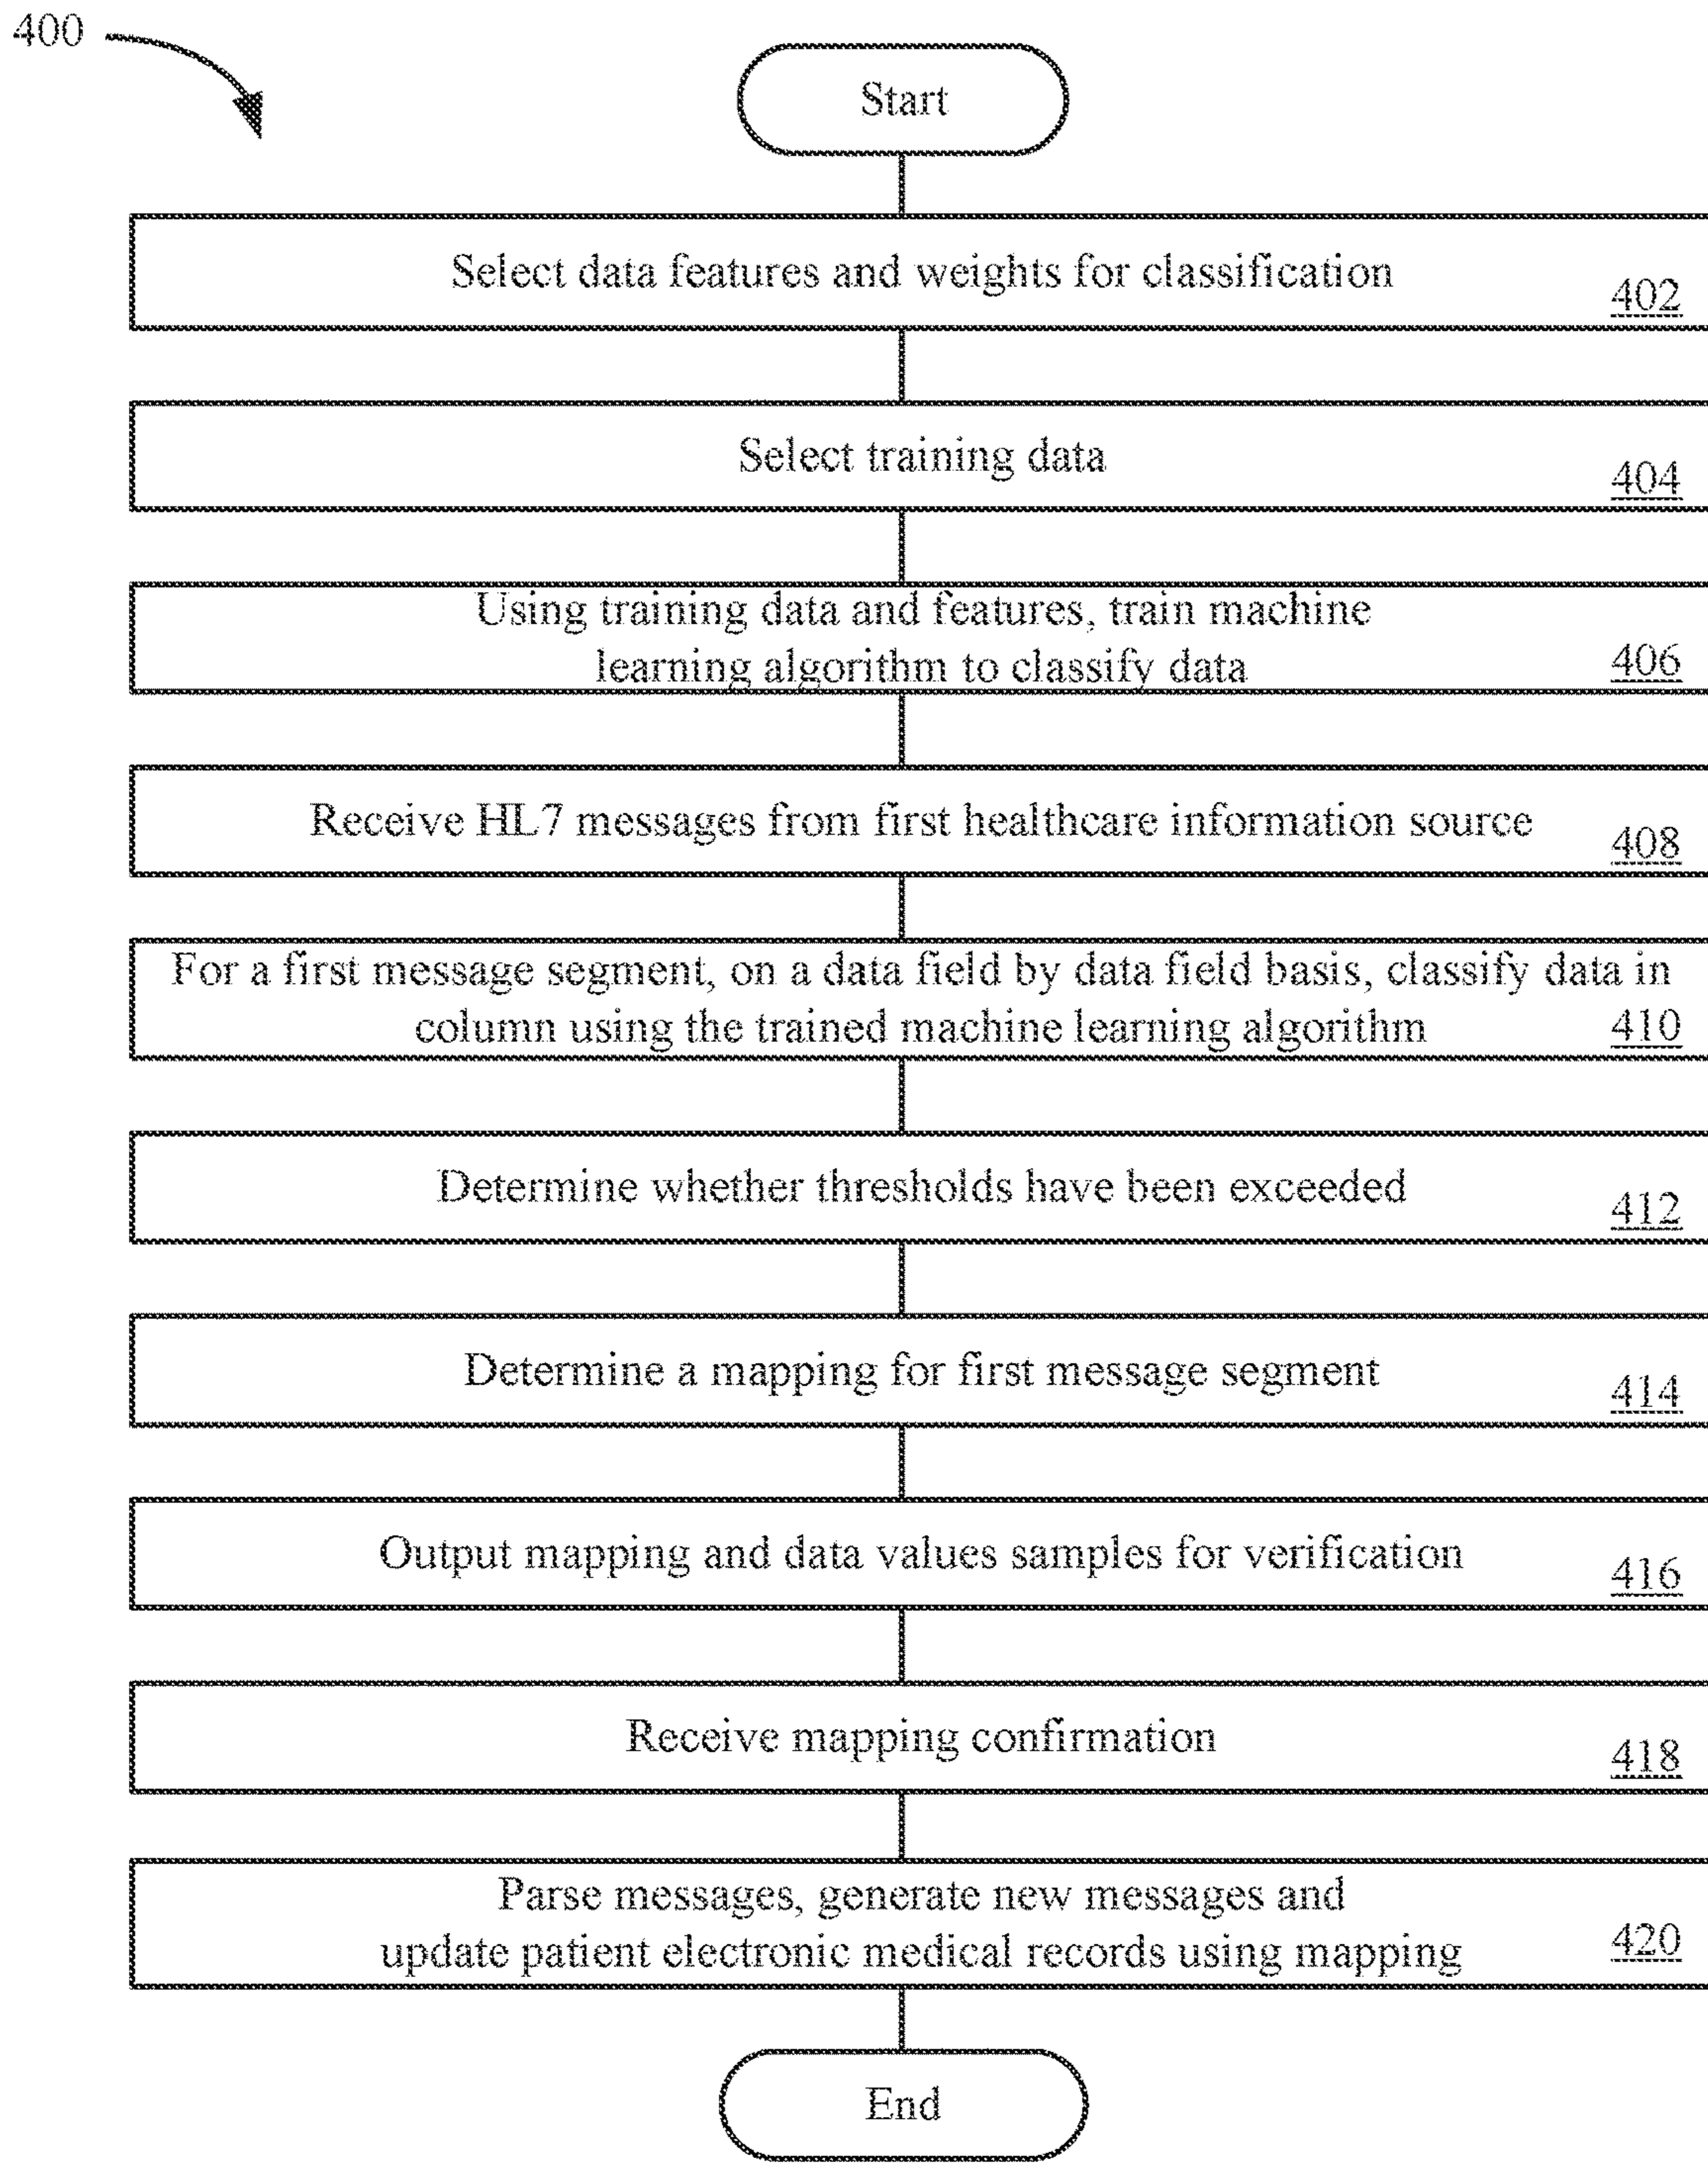 400
Start
Select data features and weights for classification
402
Select training data
404
Using training data and features, train machine
learning algorithm to classify data
406
Receive HL7 messages from first healthcare information source
408
For a first message segment, on a data field by data field basis, classify data in
column using the trained machine learning algorithm
410
Determine whether thresholds have been exceeded
412
Determine a mapping for first message segment
414
Output mapping and data values samples for verification
416
Receive mapping confirmation
418
Parse messages, generate new messages and
update patient electronic medical records using mapping
420
End